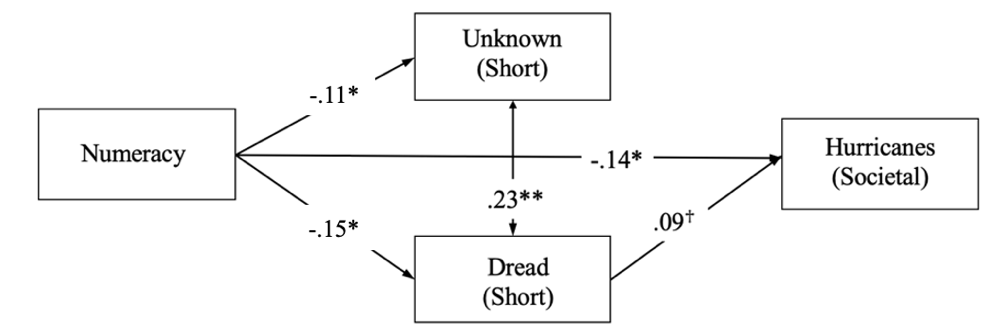 Unknown
(Short)
-.11*
Numeracy
-.14*
Hurricanes
(Societal)
.23**
-.15*
.09†
Dread
(Short)